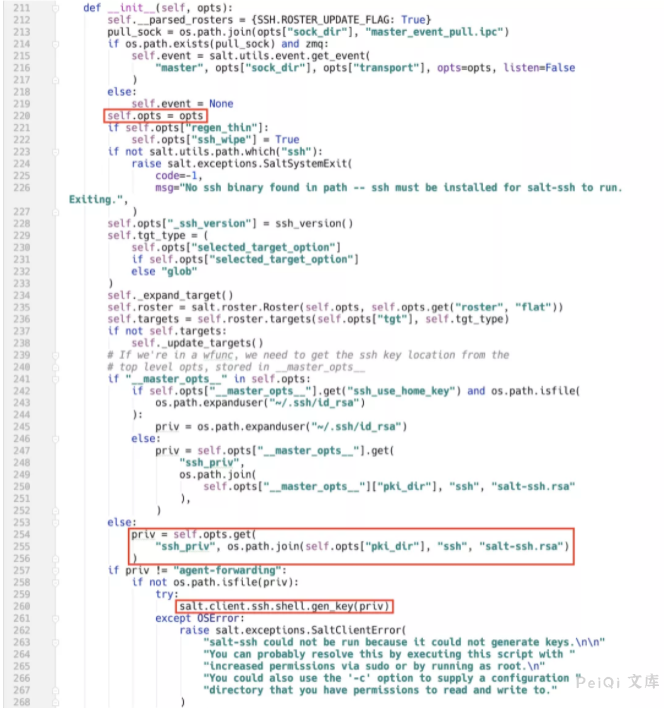 211 def __init__(self, opts):
212 self.__parsed_rosters = {SSH.ROSTER_UPDATE_FLAG: True}
213 pull_sock = os.path.join(opts["sock_dir"], "master_event_pull.ipc")
214 if os.path.exists(pull_sock) and zmq:
215 self.event = salt.utils.event.get_event(
216 "master", opts["sock_dir"], opts["transport"], opts=opts, listen=False
217 )
218 else:
219 self.event = None
220 self.opts = opts
221 if self.opts["regen_thin"]:
222 self.opts["ssh_wipe"] = True
223 if not salt.utils.path.which("ssh"):
224 raise salt.exceptions.SaltSystemExit(
225 code=-1,
226 msg="No ssh binary found in path -- ssh must be installed for salt-ssh to run.
Exiting.",
227 )
228 self.opts["_ssh_version"] = ssh_version()
229 self.tgt_type = (
230 self.opts["selected_target_option"]
231 if self.opts["selected_target_option"]
232 else "glob"
233 )
234 self._expand_target()
235 self.roster = salt.roster.Roster(self.opts, self.opts.get("roster", "flat"))
236 self.targets = self.roster.targets(self.opts["tgt"], self.tgt_type)
237 if not self.targets:
238 self._update_targets()
239 # If we're in a wfunc, we need to get the ssh key location from the
240 # top level opts, stored in __master_opts__
241 if "__master_opts__" in self.opts:
242 if self.opts["__master_opts__"].get("ssh_use_home_key") and os.path.isfile(
243 os.path.expanduser("~/.ssh/id_rsa")
244 ):
245 priv = os.path.expanduser("~/.ssh/id_rsa")
246 else:
247 priv = self.opts["__master_opts__"].get(
248 "ssh_priv",
249 os.path.join(
250 self.opts["__master_opts__"]["pki_dir"], "ssh", "salt-ssh.rsa"
251 ),
252 )
253 else:
254 priv = self.opts.get(
255 "ssh_priv", os.path.join(self.opts["pki_dir"], "ssh", "salt-ssh.rsa")
256 )
257 if priv != "agent-forwarding":
258 if not os.path.isfile(priv):
259 try:
260 salt.client.ssh.shell.gen_key(priv)
261 except OSError:
262 raise salt.exceptions.SaltClientError(
263 "salt-ssh could not be run because it could not generate keys.\n\n"
264 "You can probably resolve this by executing this script with "
265 "increased permissions via sudo or by running as root.\n"
266 "You could also use the '-c' option to supply a configuration "
267 "directory that you have permissions to read and write to."
268 )
PeiQi 文库